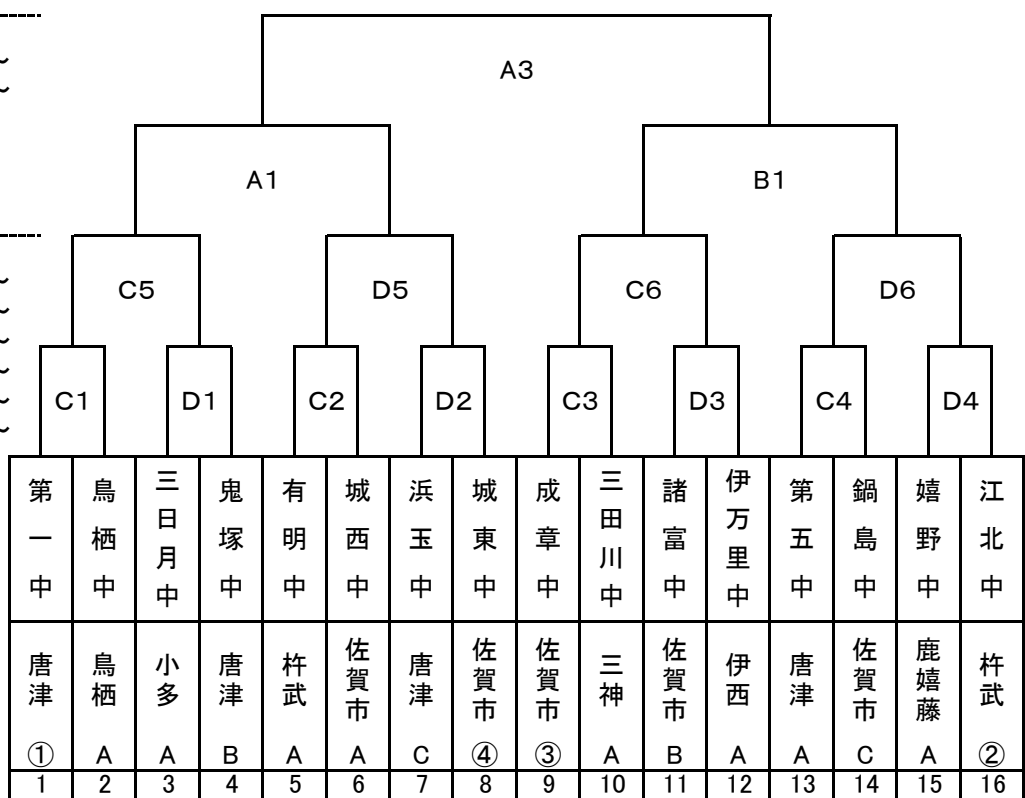 A3
A1 B1
C5 D5 C6 D6
C1 D1 C2 D2 C3 D3 C4 D4
第一中 鳥栖中 三日月中 鬼塚中 有明中 城西中 浜玉中 城東中 成章中 三田川中 諸富中 伊万里中 第五中 鍋島中 嬉野中 江北中
唐津 鳥栖 小多 唐津 杵武 佐賀市 唐津 佐賀市 佐賀市 三神 佐賀市 伊西 唐津 佐賀市 鹿嬉藤 杵武
① A A B A A C ④ ③ A B A A C A ②
1 2 3 4 5 6 7 8 9 10 11 12 13 14 15 16